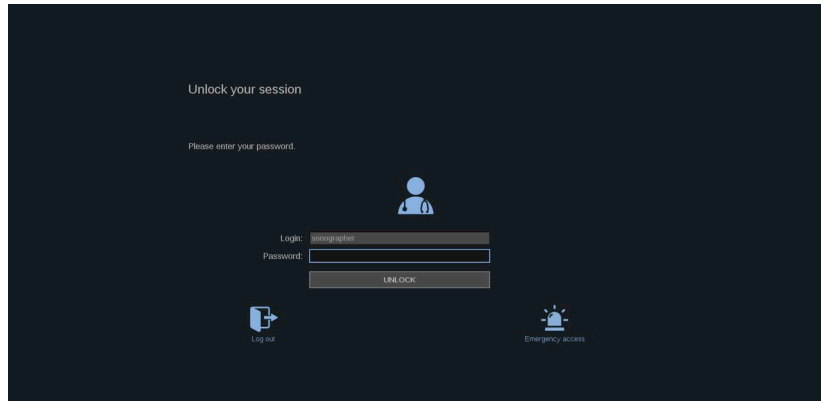 Unlock your session
Please enter your password.
Login: sonographer
Password:
UNLOCK
Log out
Emergency access